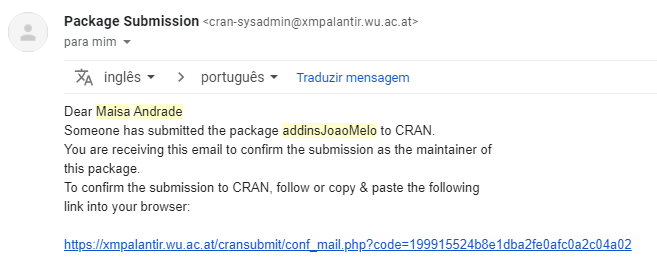 Package Submission <cran-sysadmin@xmpalantir.wu.ac.at>
para mim
inglês > português Traduzir mensagem
Dear Maisa Andrade
Someone has submitted the package addinsJoaoMelo to CRAN.
You are receiving this email to confirm the submission as the maintainer of
this package.
To confirm the submission to CRAN, follow or copy & paste the following
link into your browser:
https://xmpalantir.wu.ac.at/cransubmit/conf_mail.php?code=199915524b8e1dba2fe0afc0a2c04a02